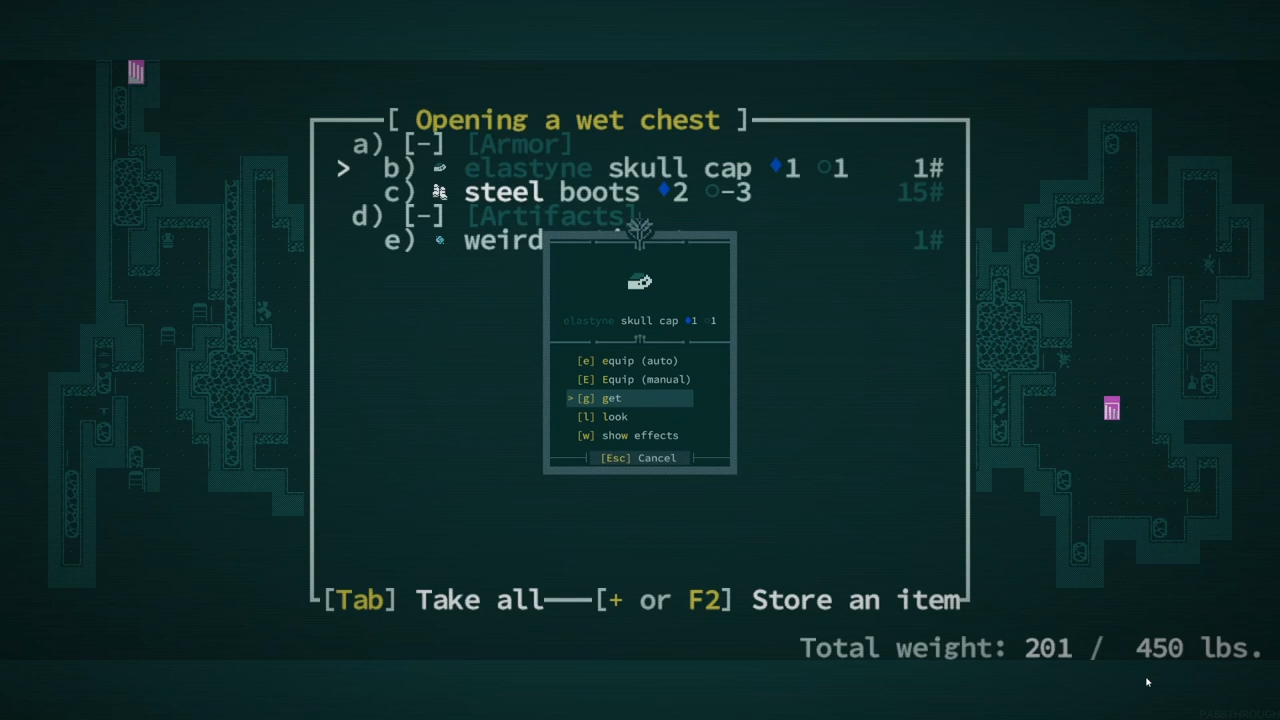 [ Opening a wet chest ]
a) [-] [Armor]
> b) elastyne skull cap ♦1 ○1 1#
c) steel boots ♦2 ○-3 15#
d) [-] [Artifacts]
e) weird 1#
elastyne skull cap ♦1 ○1
[e] equip (auto)
[E] Equip (manual)
>[g] get
[l] look
[w] show effects
[Esc] Cancel
[Tab] Take all [+ or F2] Store an item
Total weight: 201 / 450 lbs.